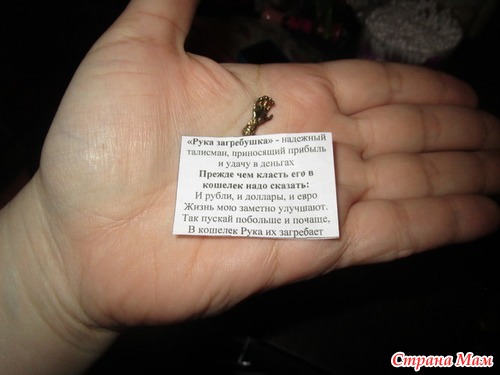 «Рука загребушка» - надежный
талисман, приносящий прибыль
и удачу в деньгах
Прежде чем класть его в
кошелек надо сказать:
И рубли, и доллары, и евро
Жизнь мою заметно улучшают.
Так пускай побольше и почаще,
В кошелек Рука их загребает
Страна Мам